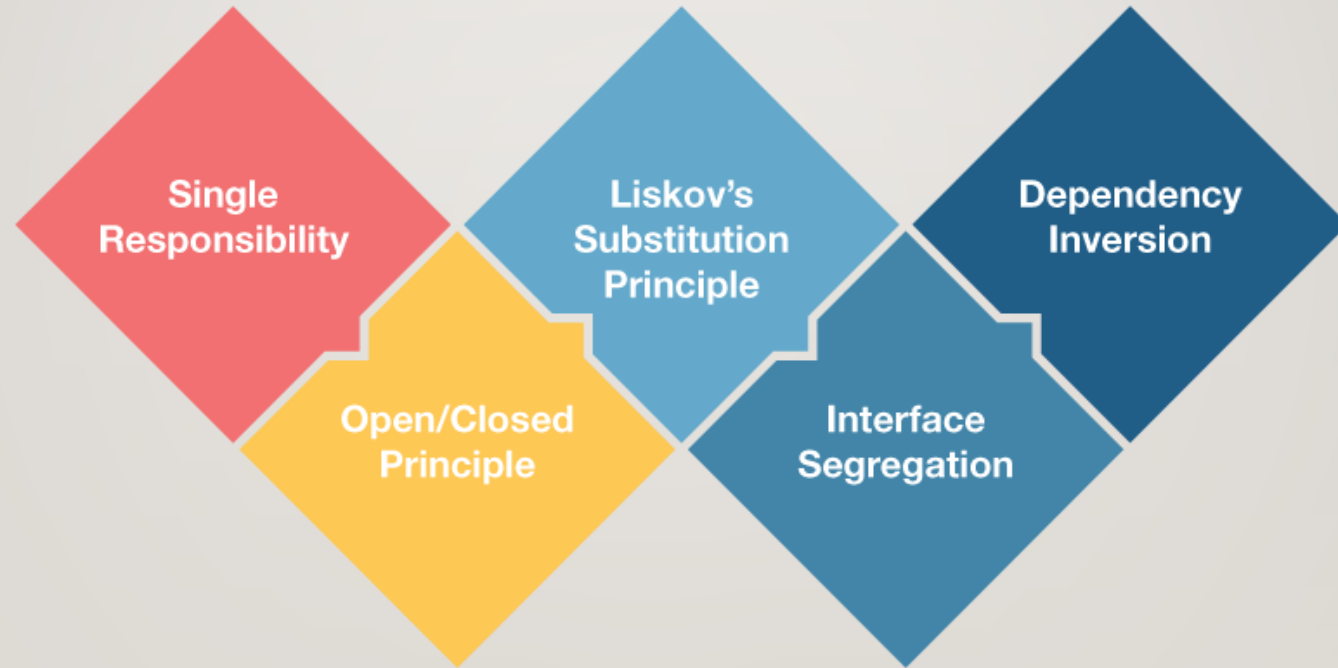 Single
Responsibility
Open/Closed
Principle
Liskov’s
Substitution
Principle
Interface
Segregation
Dependency
Inversion